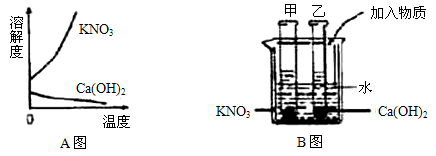 溶解度
KNO₃
Ca(OH)₂
0
温度
A图
甲 乙
加入物质
水
KNO₃
Ca(OH)₂
B图